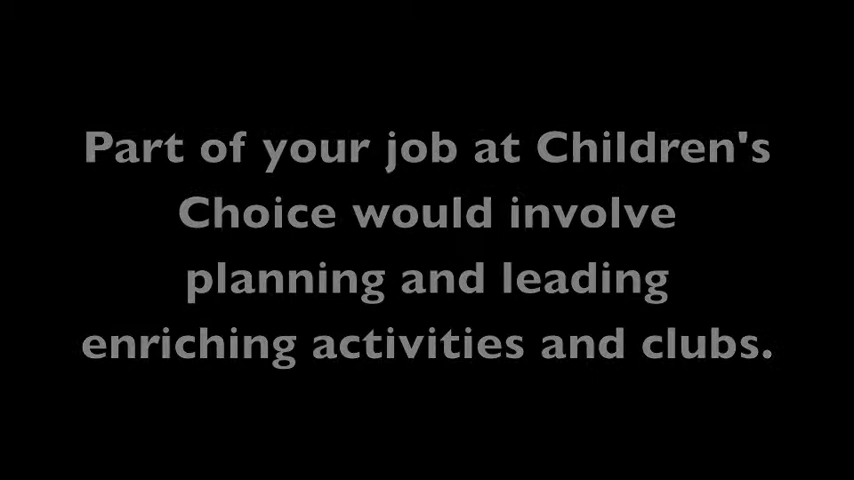 Part of your job at Children's
Choice would involve
planning and leading
enriching activities and clubs.